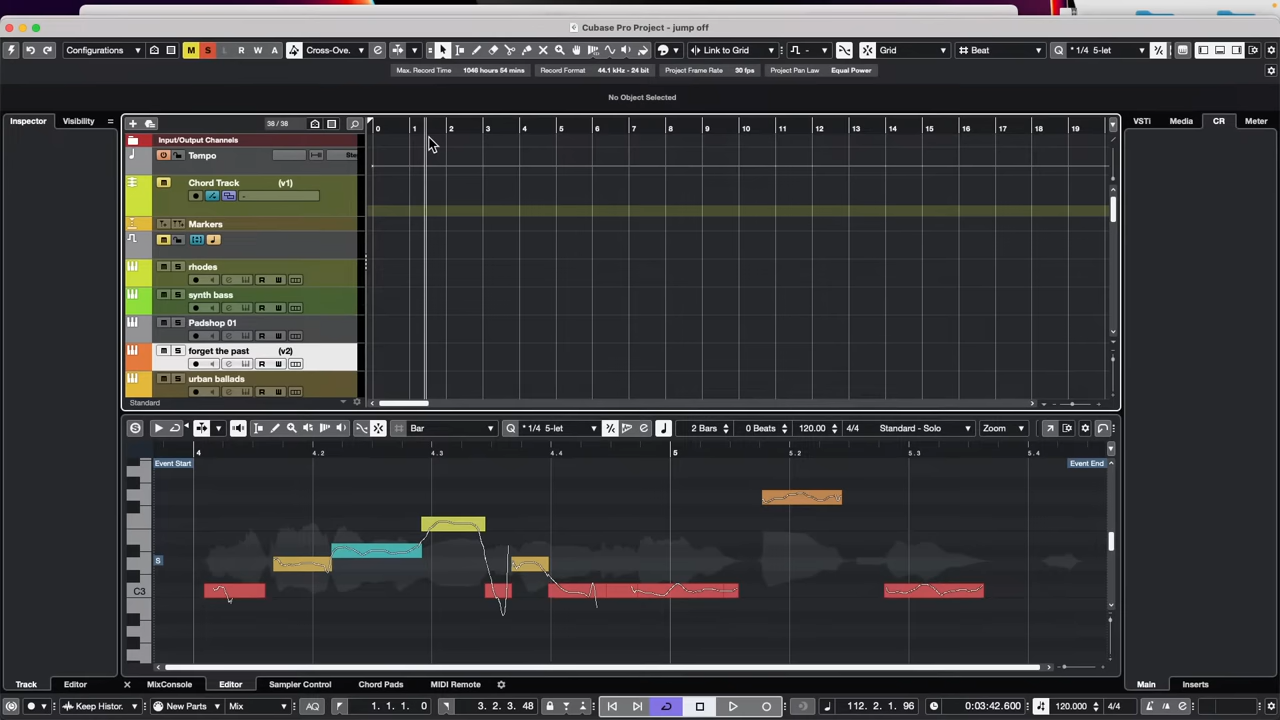 Cubase Pro Project - jump off
Configurations M S L R W A Cross-Ove. Link to Grid Grid Beat 1/4 5-let
Max. Record Time 1046 hours 54 mins Record Format 44.1 kHz - 24 bit Project Frame Rate 30 fps Project Pan Law Equal Power
No Object Selected
Inspector Visibility 38 / 38 0 1 2 3 4 5 6 7 8 9 10 11 12 13 14 15 16 17 18 19 VSTi Media CR Meter
Input/Output Channels
Tempo Ste
Chord Track (v1)
-
Markers
rhodes
R W
synth bass
R W
Padshop 01
R W
forget the past (v2)
R W
urban ballads
R W
Standard
Bar 1/4 5-let 2 Bars 0 Beats 120.00 4/4 Standard - Solo Zoom
4 4.2 4.3 4.4 5 5.2 5.3 5.4
Event Start Event End
S
C3
Track Editor MixConsole Editor Sampler Control Chord Pads MIDI Remote Main Inserts
Keep Histor. New Parts Mix AQ 1. 1. 1. 0 3. 2. 3. 48 112. 2. 1. 96 0:03:42.600 120.000 4/4